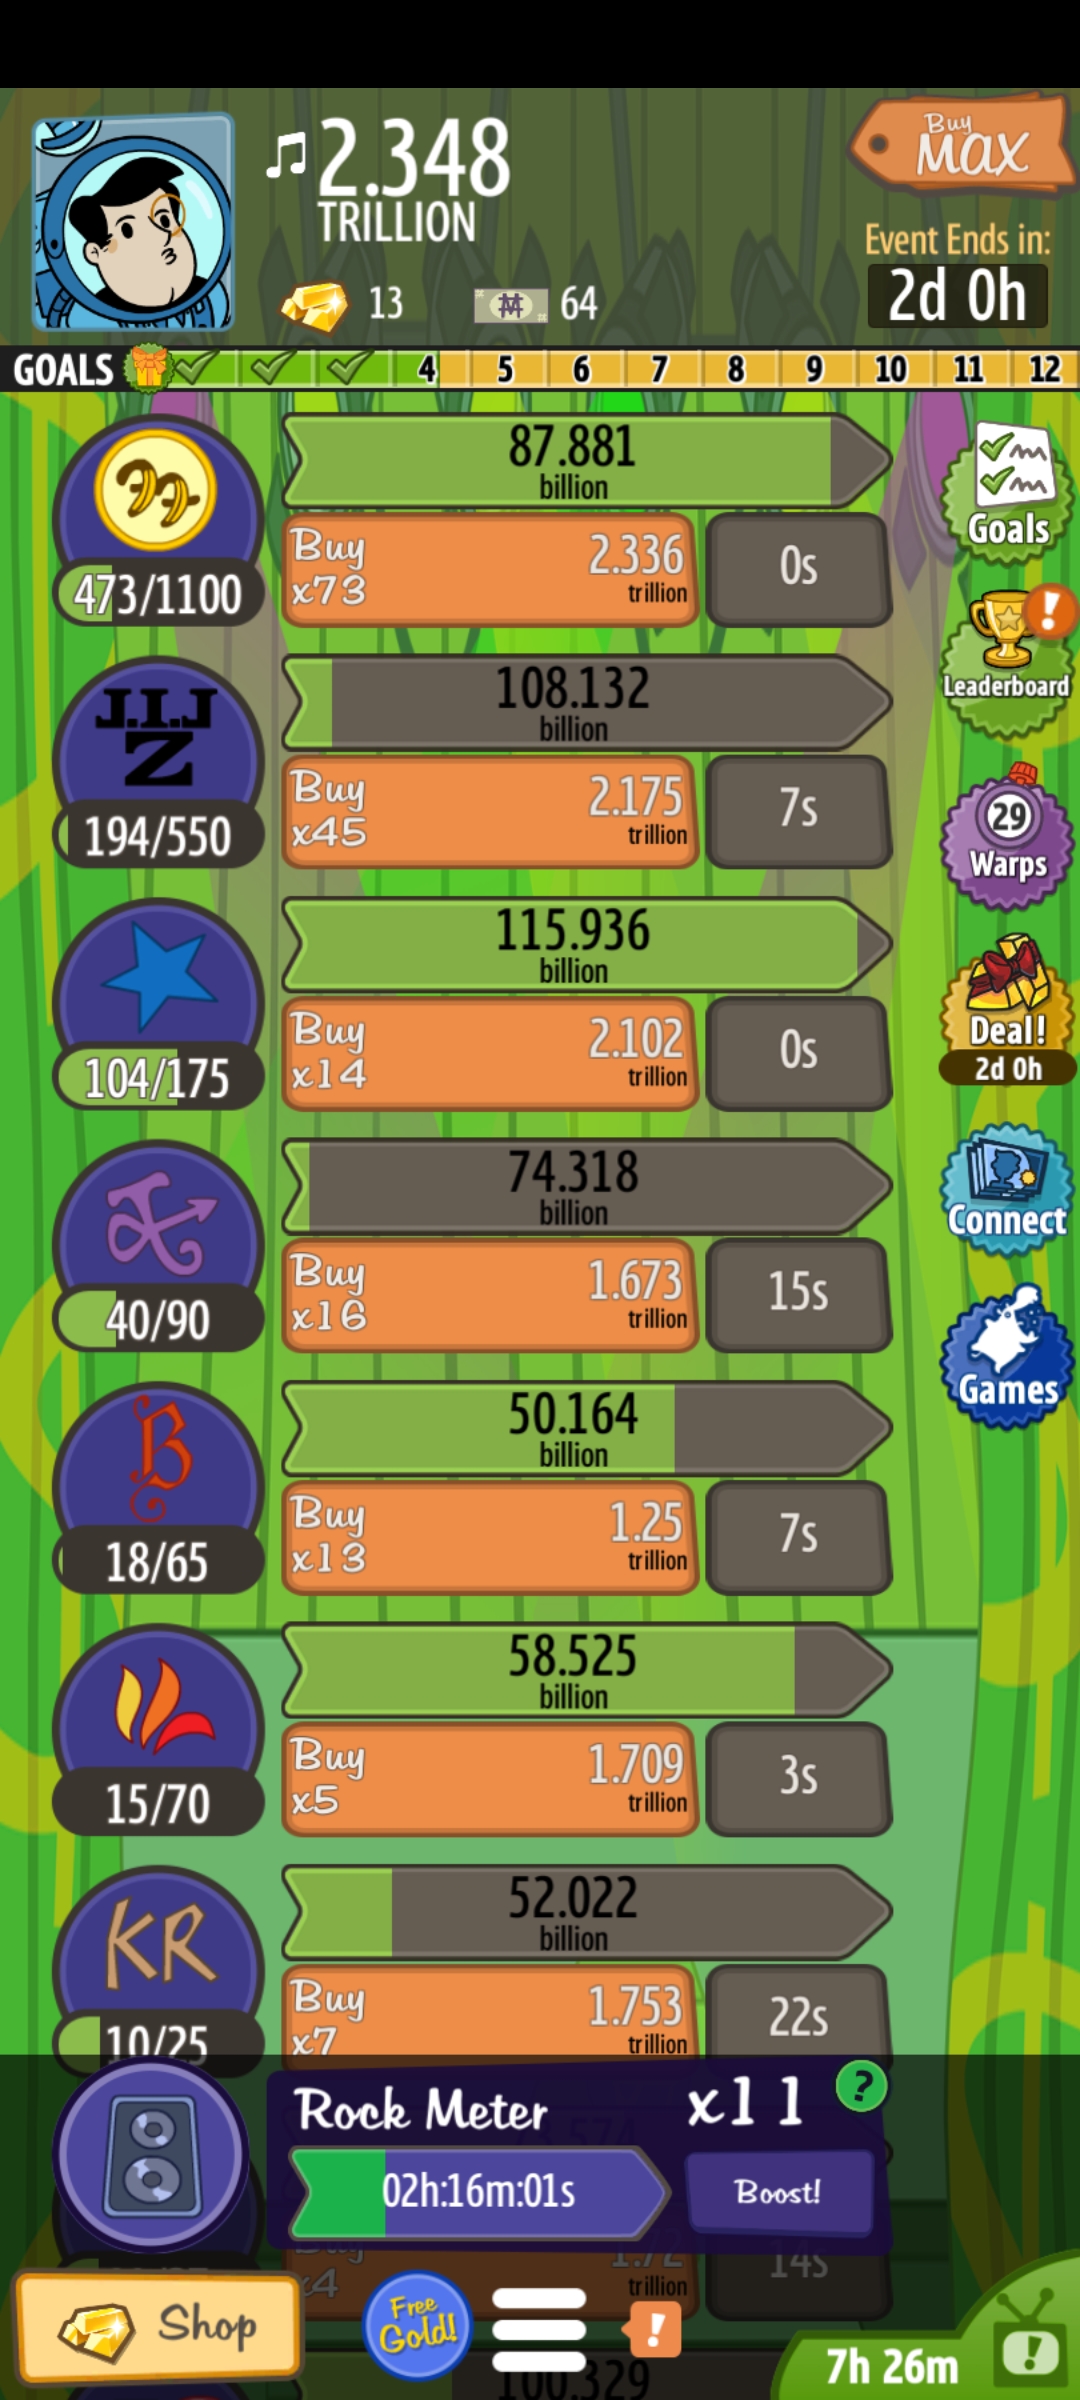 2.348
TRILLION
Buy
MAX
Event Ends in:
2d 0h
13
64
GOALS 4 5 6 7 8 9 10 11 12
87.881
billion
473/1100
Buy
x73
2.336
trillion
0s
Goals
J.I.J
Z
108.132
billion
194/550
Buy
x45
2.175
trillion
7s
!
Leaderboard
29
Warps
115.936
billion
104/175
Buy
x14
2.102
trillion
0s
Deal!
2d 0h
74.318
billion
40/90
Buy
x16
1.673
trillion
15s
Connect
Games
B
50.164
billion
18/65
Buy
x13
1.25
trillion
7s
58.525
billion
15/70
Buy
x5
1.709
trillion
3s
KR
52.022
billion
10/25
Buy
x7
1.753
trillion
22s
Rock Meter
x11
?
02h:16m:01s
Boost!
Buy
x4
1.72
trillion
14s
Shop
Free
Gold!
!
100.329
7h 26m
!